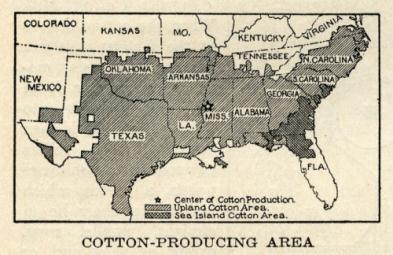 COLORADO
KANSAS
MO.
KENTUCKY
VIRGINIA
TENNESSEE
N. CAROLINA
OKLAHOMA
ARKANSAS
S. CAROLINA
NEW MEXICO
GEORGIA
TEXAS
LA.
MISS.
ALABAMA
FLA.
Center of Cotton Production.
Upland Cotton Area.
Sea Island Cotton Area.
COTTON-PRODUCING AREA